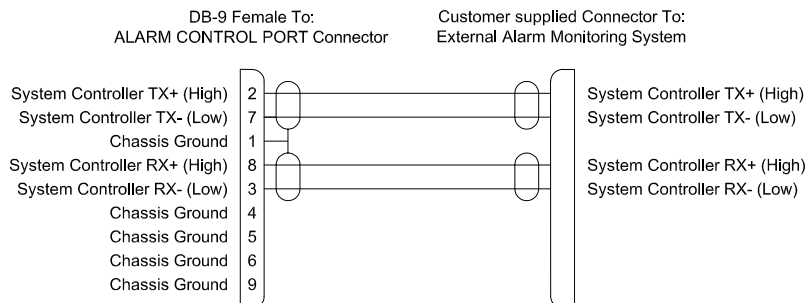 DB-9 Female To:
ALARM CONTROL PORT Connector
Customer supplied Connector To:
External Alarm Monitoring System
System Controller TX+ (High) 2 System Controller TX+ (High)
System Controller TX- (Low) 7 System Controller TX- (Low)
Chassis Ground 1
System Controller RX+ (High) 8 System Controller RX+ (High)
System Controller RX- (Low) 3 System Controller RX- (Low)
Chassis Ground 4
Chassis Ground 5
Chassis Ground 6
Chassis Ground 9